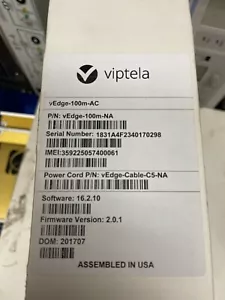 viptela
vEdge-100m-AC
P/N: vEdge-100m-NA
Serial Number: 1831A4F2340170298
IMEI:359225057400061
Power Cord P/N: vEdge-Cable-C5-NA
Software: 16.2.10
Firmware Version: 2.0.1
DOM: 201707
ASSEMBLED IN USA